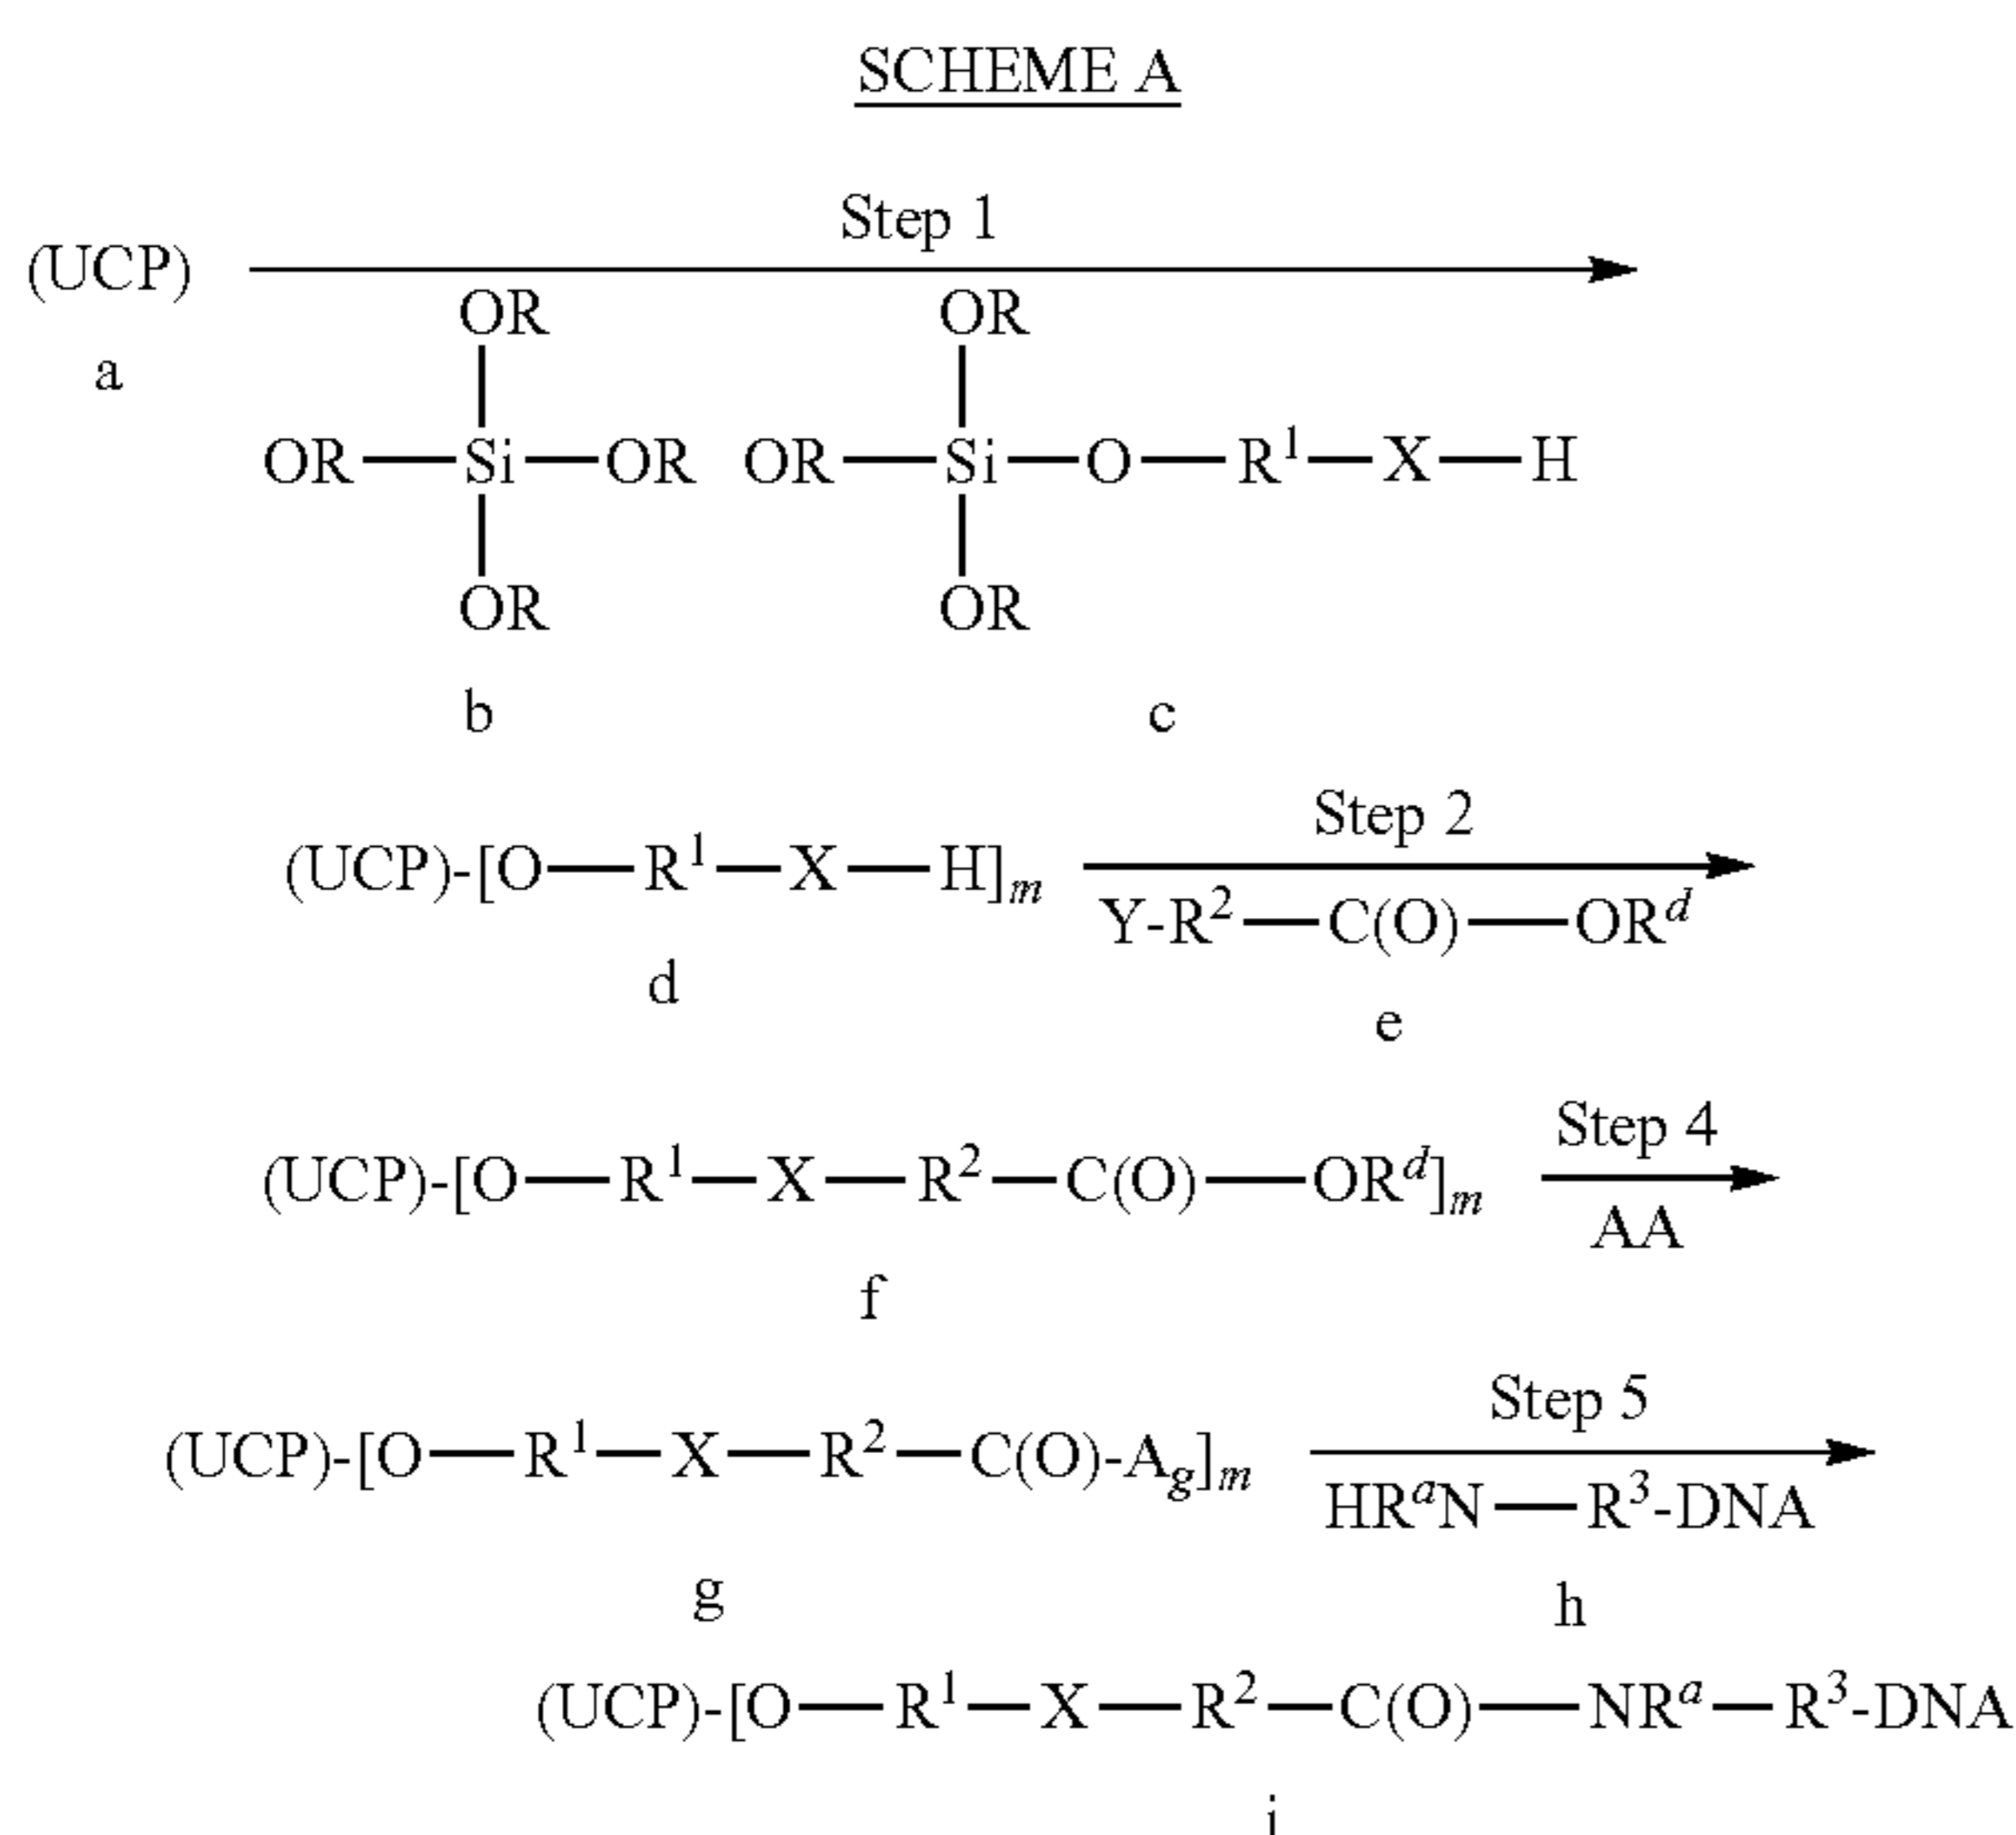 SCHEME A
Step 1
(UCP)
a
OR OR
OR—Si—OR OR—Si—O—R¹—X—H
OR OR
b c
Step 2
(UCP)-[O—R¹—X—H]ₘ
Y-R²—C(O)—ORᵈ
d
e
Step 4
(UCP)-[O—R¹—X—R²—C(O)—ORᵈ]ₘ
AA
f
Step 5
(UCP)-[O—R¹—X—R²—C(O)-A_g]ₘ
HRᵃN—R³-DNA
g h
(UCP)-[O—R¹—X—R²—C(O)—NRᵃ—R³-DNA